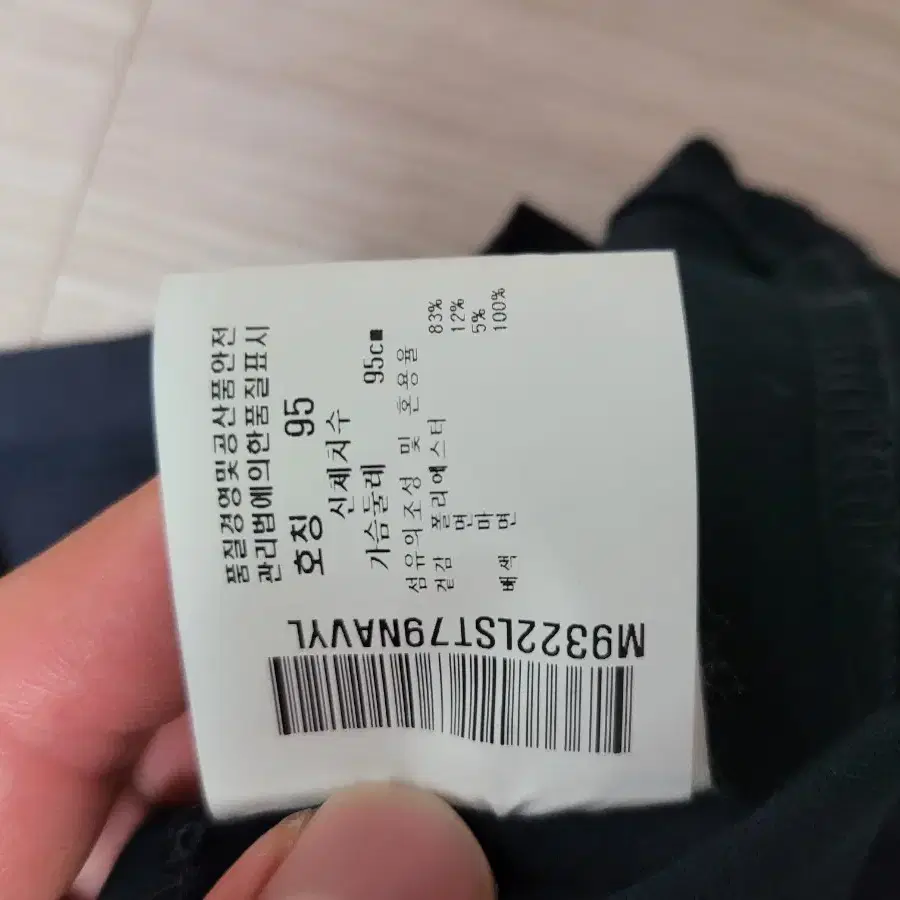 품질경영및공산품안전
관리법에의한품질표시
호칭 95
신체치수
가슴둘레 95cm
섬유의조성 및 혼용율
겉감 폴리에스터 83%
면 12%
마 5%
배색 면 100%
M9322LST79NAVYL